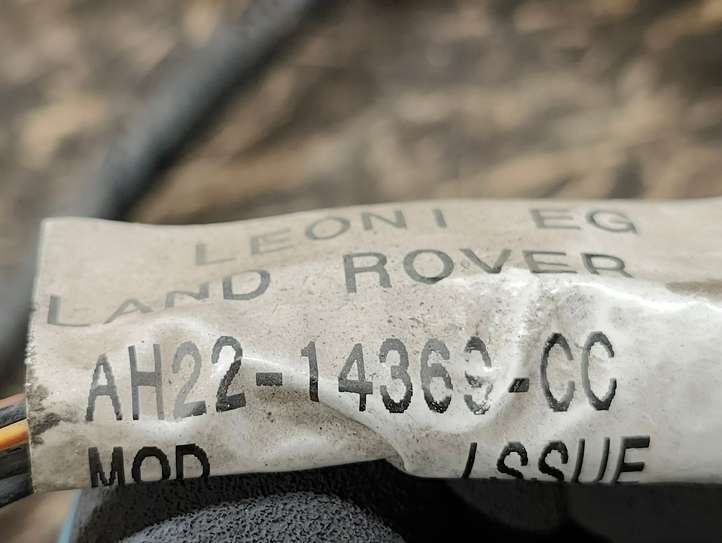 LEONI EG
LAND ROVER
AH22-14369-CC
MOD ISSUE